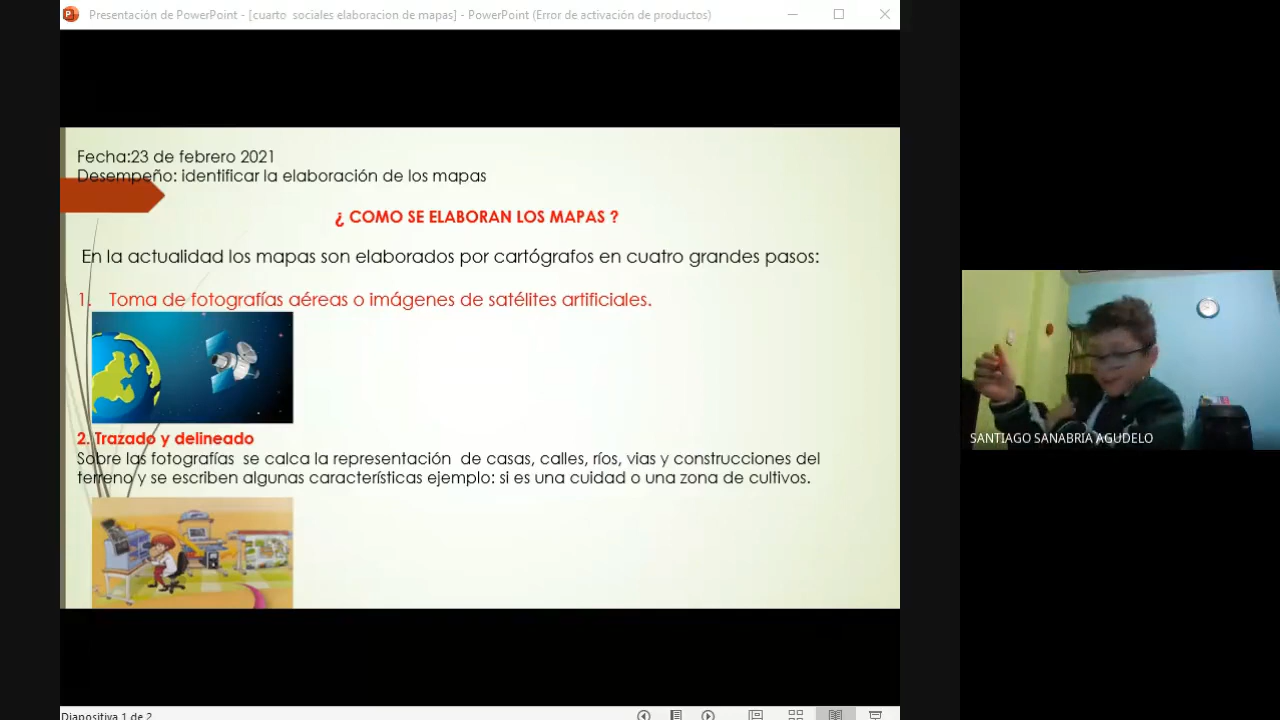 Presentación de PowerPoint - [cuarto sociales elaboracion de mapas] - PowerPoint (Error de activación de productos)
Fecha:23 de febrero 2021
Desempeño: identificar la elaboración de los mapas
¿ COMO SE ELABORAN LOS MAPAS ?
En la actualidad los mapas son elaborados por cartógrafos en cuatro grandes pasos:
1. Toma de fotografías aéreas o imágenes de satélites artificiales.
2. Trazado y delineado
Sobre las fotografías se calca la representación de casas, calles, ríos, vias y construcciones del
terreno y se escriben algunas características ejemplo: si es una cuidad o una zona de cultivos.
SANTIAGO SANABRIA AGUDELO
Diapositiva 1 de 2